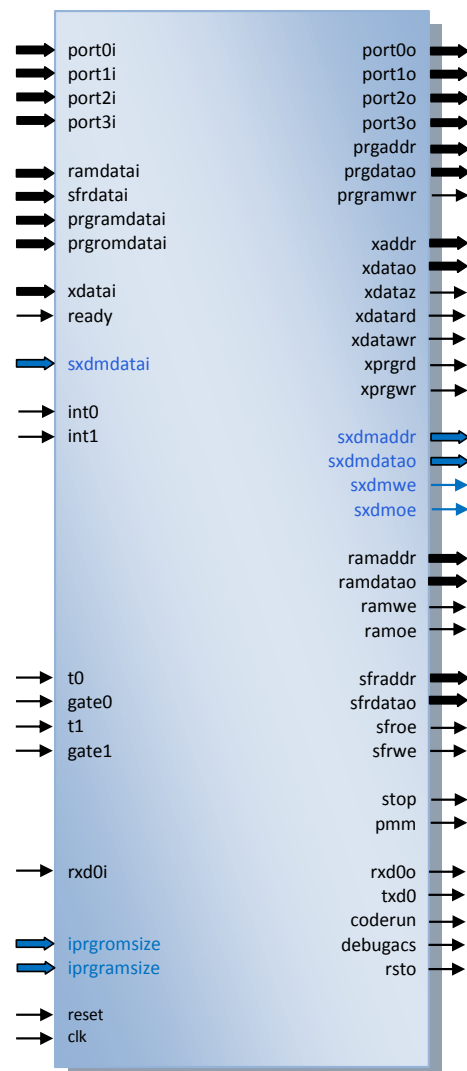 port0i
port1i
port2i
port3i
ramdatai
sfrdatai
prgramdatai
prgromdatai
xdatai
ready
sxdmdatai
int0
int1
t0
gate0
t1
gate1
rxd0i
iprgromsize
iprgramsize
reset
clk
port0o
port1o
port2o
port3o
prgaddr
prgdatao
prgramwr
xaddr
xdatao
xdataz
xdatard
xdatawr
xprgrd
xprgwr
sxdmaddr
sxdmdatao
sxdmwe
sxdmoe
ramaddr
ramdatao
ramwe
ramoe
sfraddr
sfrdatao
sfroe
sfrwe
stop
pmm
rxd0o
txd0
coderun
debugacs
rsto